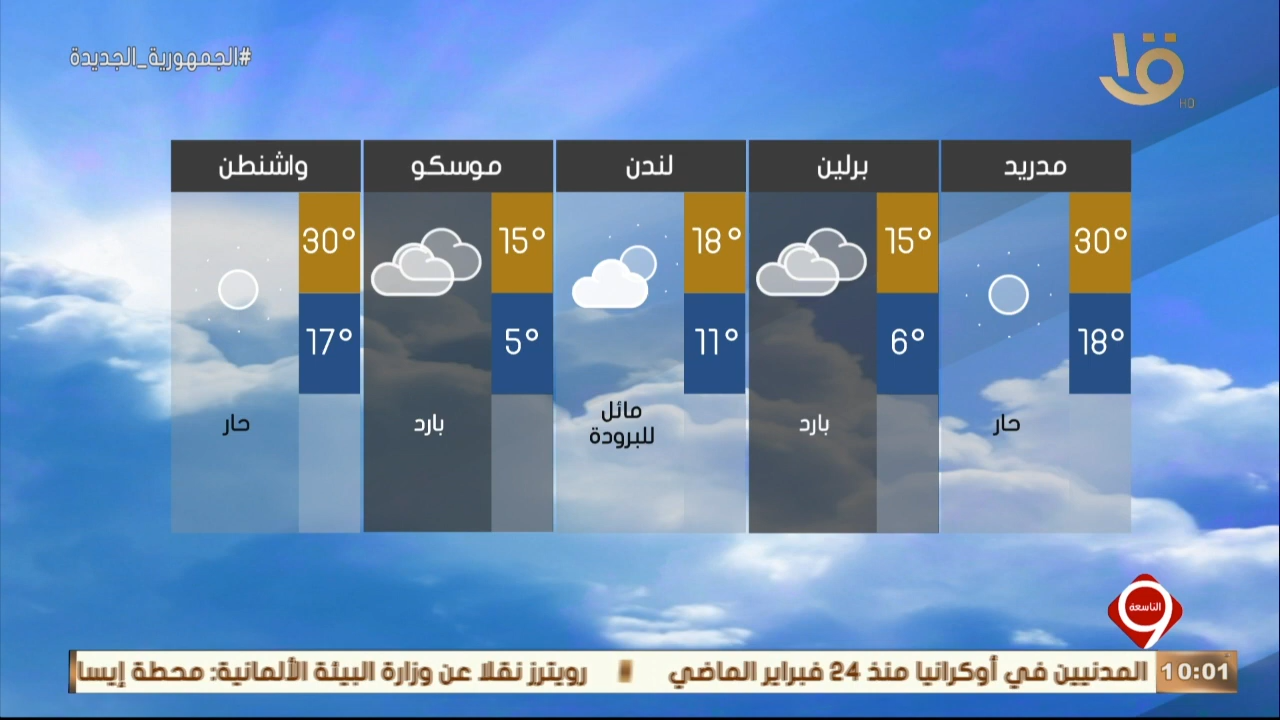 #الجمهورية_الجديدة
HD
مدريد
برلين
لندن
موسكو
واشنطن
30°
15°
18°
15°
30°
18°
6°
11°
5°
17°
حار
بارد
مائل
للبرودة
بارد
حار
التاسعة
9
10:01
المدنيين في أوكرانيا منذ 24 فبراير الماضي
رويترز نقلا عن وزارة البيئة الألمانية: محطة إيسا